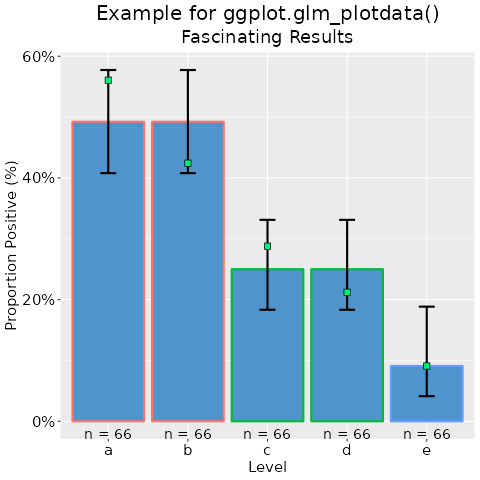 Example for ggplot.glm_plotdata()
Fascinating Results
Proportion Positive (%)
60%
40%
20%
0%
n = 66 n = 66 n = 66 n = 66 n = 66
a b c d e
Level